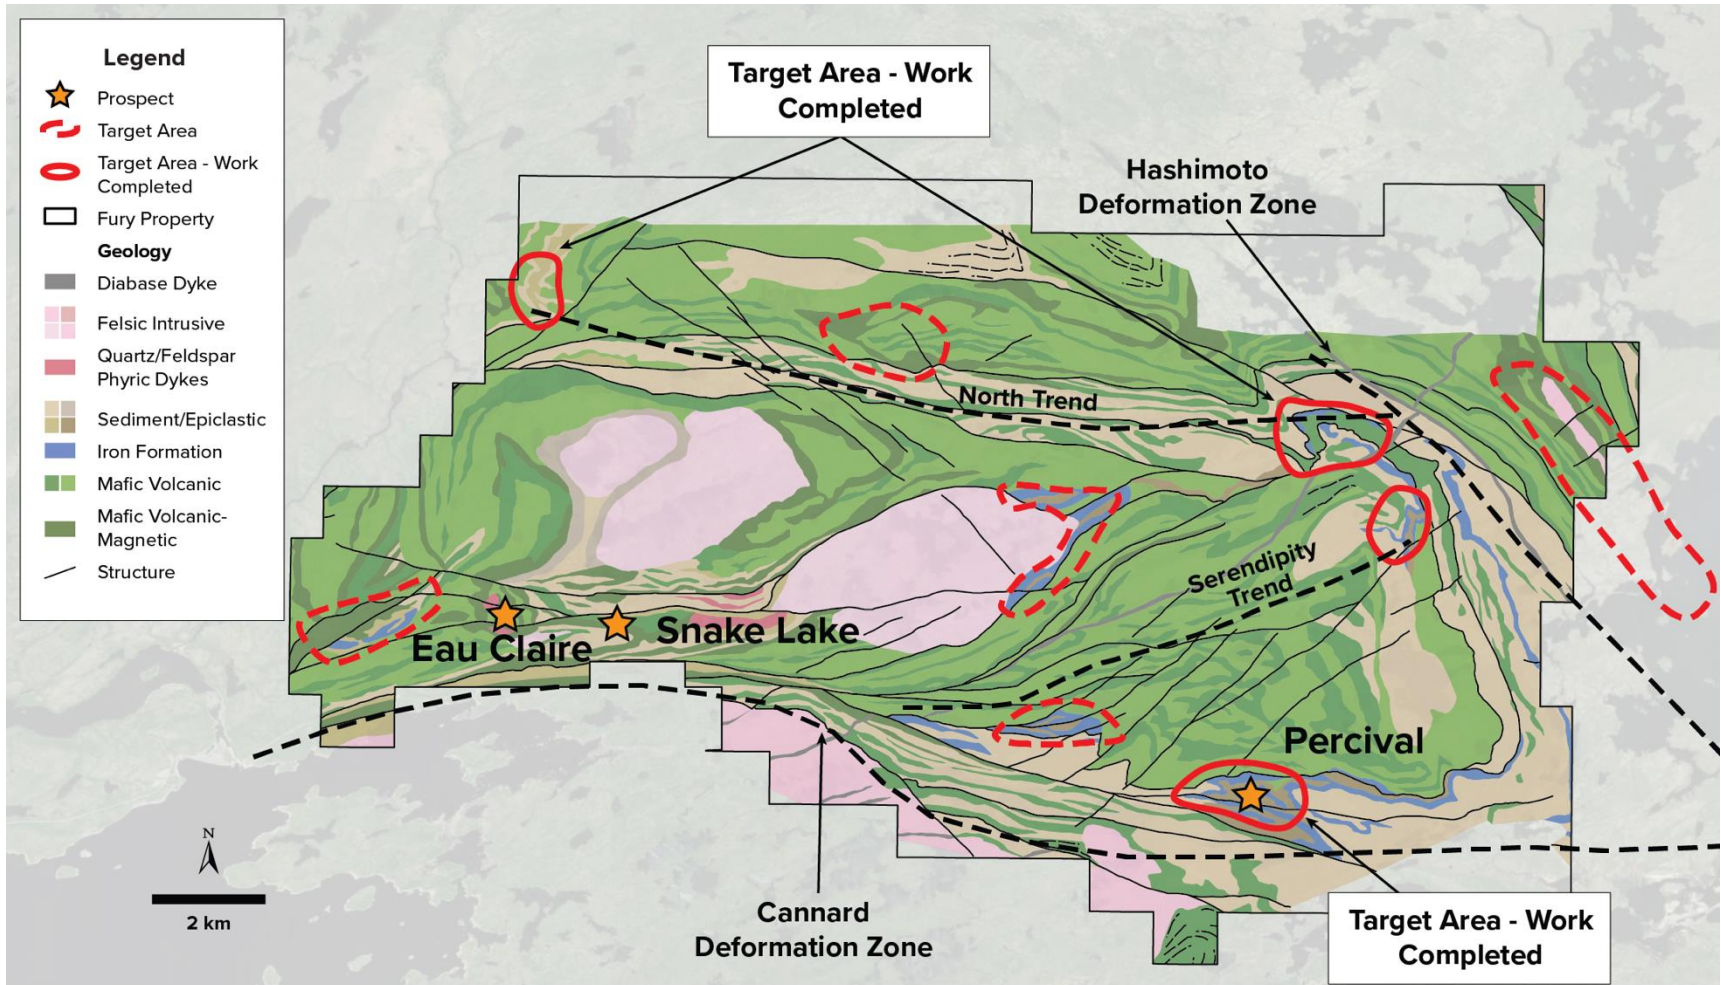 Legend
Prospect
Target Area
Target Area - Work
Completed
Fury Property
Geology
Diabase Dyke
Felsic Intrusive
Quartz/Feldspar
Phyric Dykes
Sediment/Epiclastic
Iron Formation
Mafic Volcanic
Mafic Volcanic-
Magnetic
Structure
Target Area - Work
Completed
Hashimoto
Deformation Zone
North Trend
Serendipity
Trend
Eau Claire
Snake Lake
Percival
N
2 km
Cannard
Deformation Zone
Target Area - Work
Completed